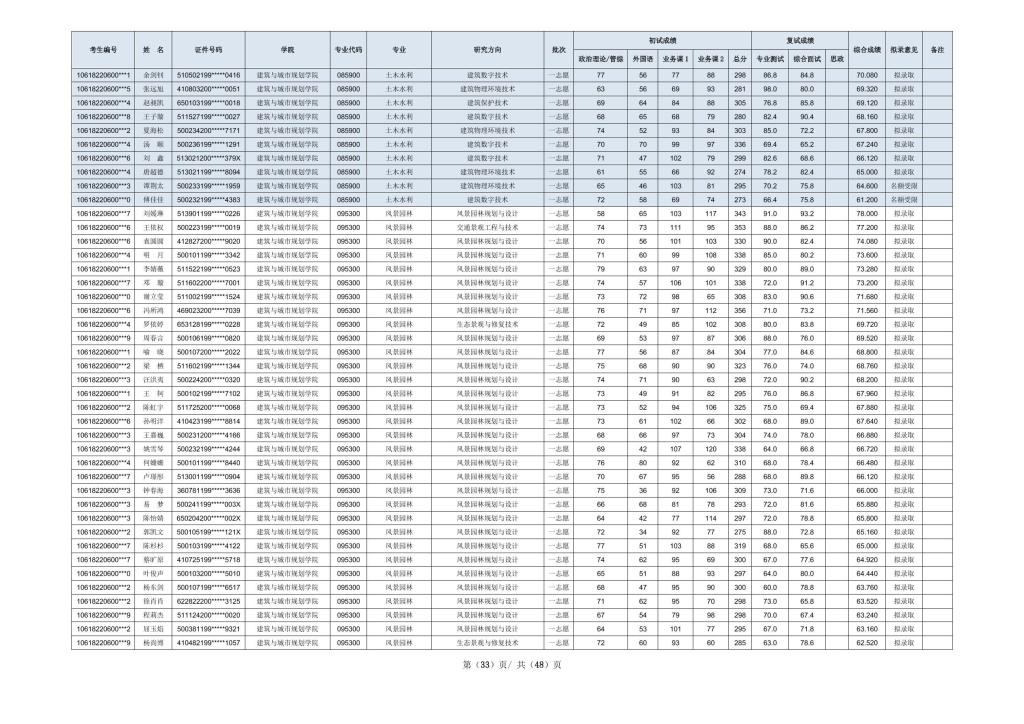 考生编号 姓 名 证件号码 学院 专业代码 专业 研究方向 批次 初试成绩 复试成绩 综合成绩 拟录意见 备注
政治理论/管综 外国语 业务课1 业务课2 总分 专业测试 综合面试 思政
10618220600***1 余剑钊 510502199*****0416 建筑与城市规划学院 085900 土木水利 建筑数字技术 一志愿 77 56 77 88 298 86.8 84.8 70.080 拟录取
10618220600***5 张远旭 410803200*****0051 建筑与城市规划学院 085900 土木水利 建筑物理环境技术 一志愿 63 56 69 93 281 98.0 80.0 69.320 拟录取
10618220600***4 赵昶凯 650103199*****0018 建筑与城市规划学院 085900 土木水利 建筑保护技术 一志愿 69 64 84 88 305 76.8 85.8 69.120 拟录取
10618220600***8 王子璇 511527199*****0027 建筑与城市规划学院 085900 土木水利 建筑数字技术 一志愿 68 65 68 79 280 82.4 90.4 68.160 拟录取
10618220600***2 夏海松 500234200*****7171 建筑与城市规划学院 085900 土木水利 建筑物理环境技术 一志愿 74 52 93 84 303 85.0 72.2 67.800 拟录取
10618220600***4 汤 顺 500236199*****1291 建筑与城市规划学院 085900 土木水利 建筑数字技术 一志愿 70 70 99 97 336 69.4 65.2 67.240 拟录取
10618220600***6 刘 鑫 513021200*****379X 建筑与城市规划学院 085900 土木水利 建筑数字技术 一志愿 71 47 102 79 299 82.6 68.6 66.120 拟录取
10618220600***4 唐超德 513021199*****8094 建筑与城市规划学院 085900 土木水利 建筑数字技术 一志愿 61 55 66 92 274 78.2 82.4 65.000 拟录取
10618220600***3 谭荆太 500233199*****1959 建筑与城市规划学院 085900 土木水利 建筑物理环境技术 一志愿 65 46 103 81 295 70.2 75.8 64.600 名额受限
10618220600***0 傅佳佳 500232199*****4383 建筑与城市规划学院 085900 土木水利 建筑数字技术 一志愿 72 58 69 74 273 66.4 75.8 61.200 名额受限
10618220600***7 刘媛琳 513901199*****0226 建筑与城市规划学院 095300 风景园林 风景园林规划与设计 一志愿 58 65 103 117 343 91.0 93.2 78.000 拟录取
10618220600***6 王依权 500223199*****0019 建筑与城市规划学院 095300 风景园林 交通景观工程与技术 一志愿 74 73 111 95 353 88.0 86.2 77.200 拟录取
10618220600***6 袁圆圆 412827200*****9020 建筑与城市规划学院 095300 风景园林 风景园林规划与设计 一志愿 70 56 101 103 330 90.0 82.4 74.080 拟录取
10618220600***4 明 月 500101199*****3342 建筑与城市规划学院 095300 风景园林 风景园林规划与设计 一志愿 71 60 99 108 338 85.0 80.2 73.600 拟录取
10618220600***1 李婧薇 511522199*****0523 建筑与城市规划学院 095300 风景园林 风景园林规划与设计 一志愿 79 63 97 90 329 80.0 89.0 73.280 拟录取
10618220600***7 邓 璇 511602200*****7001 建筑与城市规划学院 095300 风景园林 风景园林规划与设计 一志愿 74 57 106 101 338 72.0 91.2 73.200 拟录取
10618220600***0 谢立莹 511002199*****1524 建筑与城市规划学院 095300 风景园林 风景园林规划与设计 一志愿 73 72 98 65 308 83.0 90.6 71.680 拟录取
10618220600***6 冯所鸿 469023200*****7039 建筑与城市规划学院 095300 风景园林 风景园林规划与设计 一志愿 76 71 97 112 356 71.0 73.2 71.560 拟录取
10618220600***4 罗依婷 653128199*****0228 建筑与城市规划学院 095300 风景园林 生态景观与修复技术 一志愿 72 49 85 102 308 80.0 83.8 69.720 拟录取
10618220600***9 周春言 500106199*****0820 建筑与城市规划学院 095300 风景园林 风景园林规划与设计 一志愿 69 53 97 87 306 88.0 76.0 69.520 拟录取
10618220600***1 喻 晓 500107200*****2022 建筑与城市规划学院 095300 风景园林 风景园林规划与设计 一志愿 77 56 87 84 304 77.0 84.6 68.800 拟录取
10618220600***2 梁 栖 511602199*****1344 建筑与城市规划学院 095300 风景园林 风景园林规划与设计 一志愿 75 68 90 90 323 76.0 74.0 68.760 拟录取
10618220600***3 汪洪夷 500224200*****0320 建筑与城市规划学院 095300 风景园林 风景园林规划与设计 一志愿 74 71 90 63 298 72.0 90.2 68.200 拟录取
10618220600***1 王 柯 500102199*****7102 建筑与城市规划学院 095300 风景园林 风景园林规划与设计 一志愿 73 49 91 82 295 76.0 86.8 67.960 拟录取
10618220600***2 陈虹宇 511725200*****0068 建筑与城市规划学院 095300 风景园林 风景园林规划与设计 一志愿 73 52 94 106 325 75.0 69.4 67.880 拟录取
10618220600***6 孙明洋 410423199*****8814 建筑与城市规划学院 095300 风景园林 风景园林规划与设计 一志愿 73 61 102 66 302 68.0 89.0 67.640 拟录取
10618220600***3 王嘉巍 500231200*****4166 建筑与城市规划学院 095300 风景园林 风景园林规划与设计 一志愿 68 66 97 73 304 74.0 78.0 66.880 拟录取
10618220600***3 姚雪琴 500232199*****4244 建筑与城市规划学院 095300 风景园林 风景园林规划与设计 一志愿 69 42 107 120 338 64.0 66.8 66.720 拟录取
10618220600***4 何姗姗 500101199*****8440 建筑与城市规划学院 095300 风景园林 风景园林规划与设计 一志愿 76 80 92 62 310 68.0 78.4 66.480 拟录取
10618220600***7 卢璟彤 513001199*****0904 建筑与城市规划学院 095300 风景园林 风景园林规划与设计 一志愿 70 67 95 56 288 68.0 89.8 66.120 拟录取
10618220600***3 钟春海 360781199*****3636 建筑与城市规划学院 095300 风景园林 风景园林规划与设计 一志愿 75 36 92 106 309 73.0 71.6 66.000 拟录取
10618220600***3 易 梦 500241199*****003X 建筑与城市规划学院 095300 风景园林 风景园林规划与设计 一志愿 66 68 81 78 293 72.0 81.6 65.880 拟录取
10618220600***3 陈怡婧 650204200*****002X 建筑与城市规划学院 095300 风景园林 风景园林规划与设计 一志愿 64 42 77 114 297 72.0 78.8 65.800 拟录取
10618220600***2 郭凯文 500105199*****121X 建筑与城市规划学院 095300 风景园林 风景园林规划与设计 一志愿 72 34 92 77 275 88.0 72.8 65.160 拟录取
10618220600***7 陈杉杉 500103199*****4122 建筑与城市规划学院 095300 风景园林 风景园林规划与设计 一志愿 77 51 103 88 319 68.0 65.6 65.000 拟录取
10618220600***7 蔡旷原 410725199*****5718 建筑与城市规划学院 095300 风景园林 风景园林规划与设计 一志愿 74 62 95 69 300 67.0 77.6 64.920 拟录取
10618220600***0 叶俊声 500103200*****5010 建筑与城市规划学院 095300 风景园林 风景园林规划与设计 一志愿 65 51 88 93 297 64.0 80.0 64.440 拟录取
10618220600***2 杨东剑 500107199*****6517 建筑与城市规划学院 095300 风景园林 风景园林规划与设计 一志愿 68 47 95 90 300 60.0 78.8 63.760 拟录取
10618220600***2 徐肖肖 622822200*****3125 建筑与城市规划学院 095300 风景园林 风景园林规划与设计 一志愿 71 62 95 70 298 73.0 65.8 63.520 拟录取
10618220600***9 程莉杰 511124200*****0020 建筑与城市规划学院 095300 风景园林 风景园林规划与设计 一志愿 67 54 79 98 298 70.0 67.4 63.240 拟录取
10618220600***2 屈玉焰 500381199*****9321 建筑与城市规划学院 095300 风景园林 风景园林规划与设计 一志愿 64 53 101 77 295 67.0 71.8 63.160 拟录取
10618220600***9 杨尚博 410482199*****1057 建筑与城市规划学院 095300 风景园林 生态景观与修复技术 一志愿 72 60 93 60 285 63.0 78.6 62.520 拟录取
第（33）页/ 共（48）页